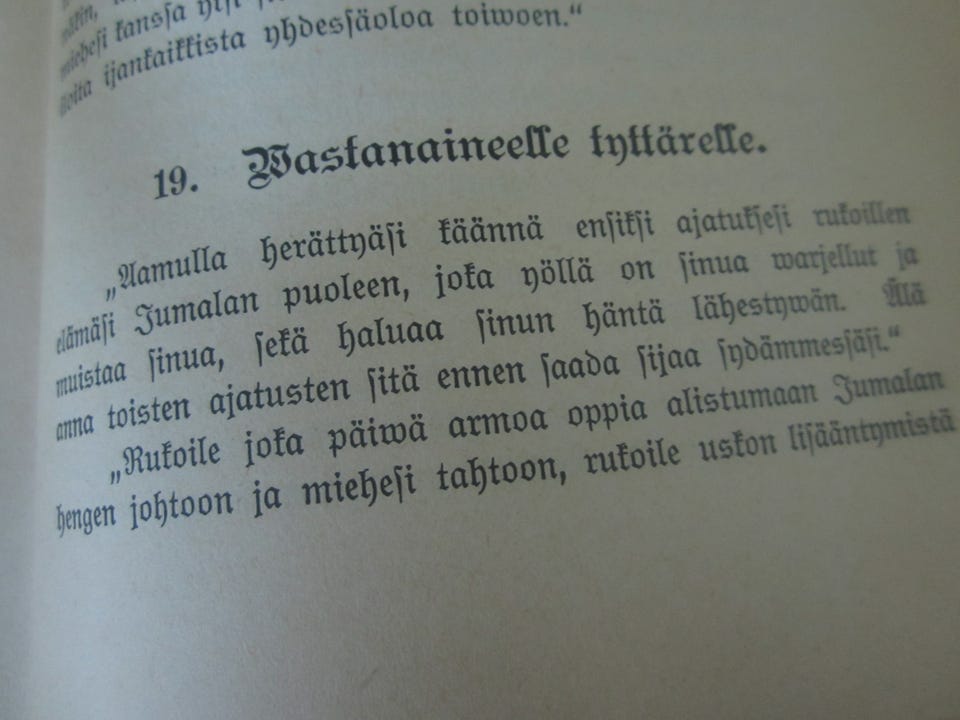 miehesi kanssa
ijankaikkista yhdessäoloa toiwoen.“
19. Wastanaineelle tyttärelle.
„Aamulla herättyäsi käännä ensiksi ajatuksesi rukoillen
elämäsi Jumalan puoleen, joka yöllä on sinua warjellut ja
muistaa sinua, sekä haluaa sinun häntä lähestywän. Älä
anna toisten ajatusten sitä ennen saada sijaa sydämmessäsi.“
„Rukoile joka päiwä armoa oppia alistumaan Jumalan
hengen johtoon ja miehesi tahtoon, rukoile uskon lisääntymistä